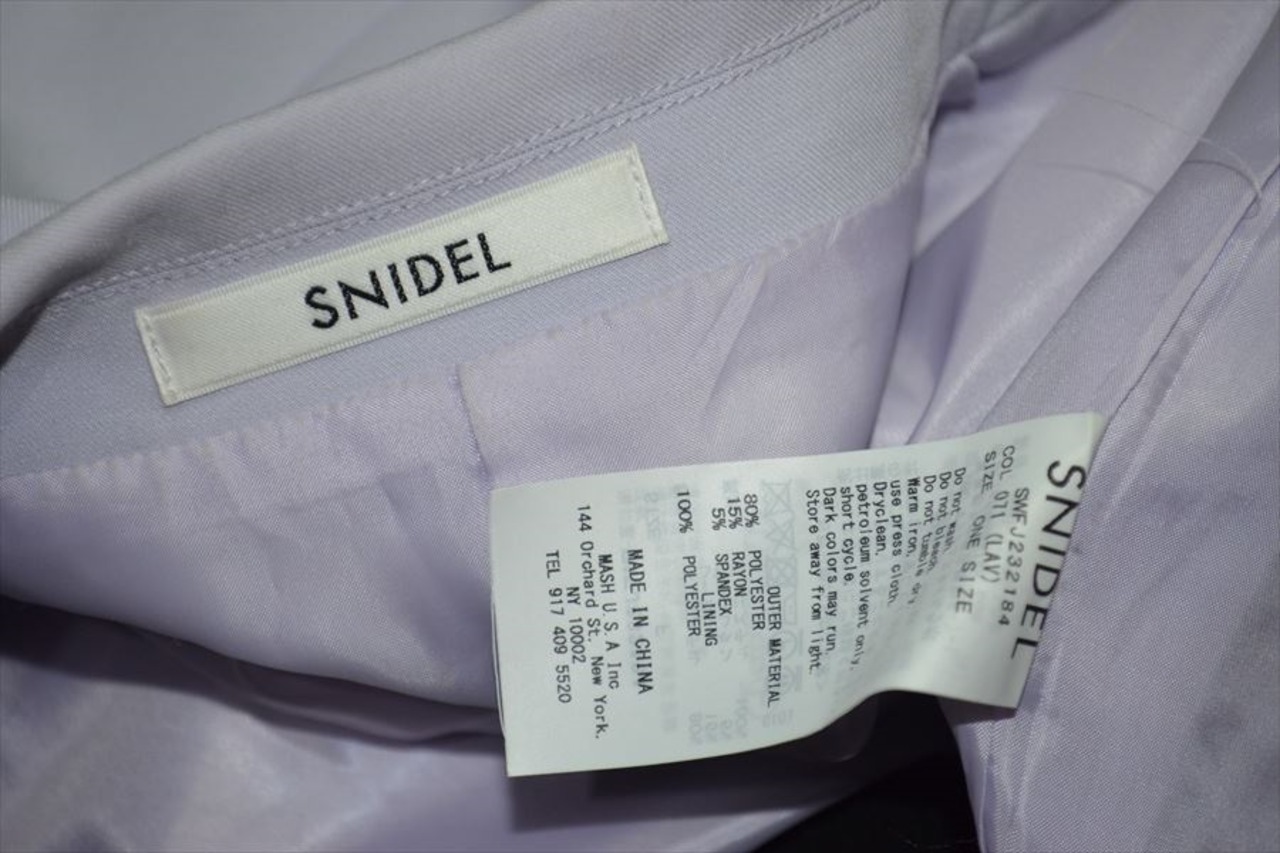 SNIDEL
SNIDEL
SWFJ232184
COL 071 (LAV)
SIZE ONE SIZE
Do not wash.
Do not bleach.
Do not tumble dry.
Warm iron,
use press cloth.
Dryclean,
petroleum solvent only,
short cycle.
Dark colors may run.
Store away from light.
OUTER MATERIAL
80% POLYESTER
15% RAYON
5% SPANDEX
LINING
100% POLYESTER
MADE IN CHINA
MASH U.S.A Inc
144 Orchard St. New York,
NY 10002
TEL 917 409 5520